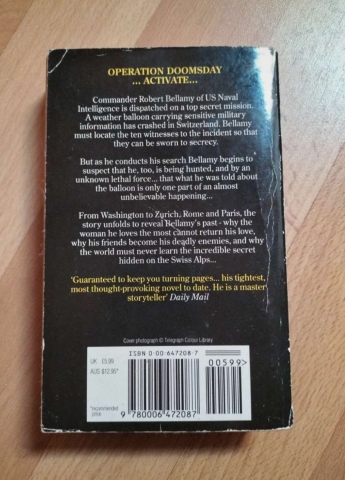 OPERATION DOOMSDAY
... ACTIVATE...
Commander Robert Bellamy of US Naval
Intelligence is dispatched on a top secret mission.
A weather balloon carrying sensitive military
information has crashed in Switzerland. Bellamy
must locate the ten witnesses to the incident so that
they can be sworn to secrecy.
But as he conducts his search Bellamy begins to
suspect that he, too, is being hunted, and by an
unknown lethal force... that what he was told about
the balloon is only one part of an almost
unbelievable happening...
From Washington to Zurich, Rome and Paris, the
story unfolds to reveal Bellamy's past - why the
woman he loves the most cannot return his love,
why his friends become his deadly enemies, and why
the world must never learn the incredible secret
hidden on the Swiss Alps...
'Guaranteed to keep you turning pages... his tightest,
most thought-provoking novel to date. He is a master
storyteller' Daily Mail
Cover photograph © Telegraph Colour Library
UK £5.99
AUS $12.95*
*recommended
price
ISBN 0-00-647208-7
00599>
9 780006 472087